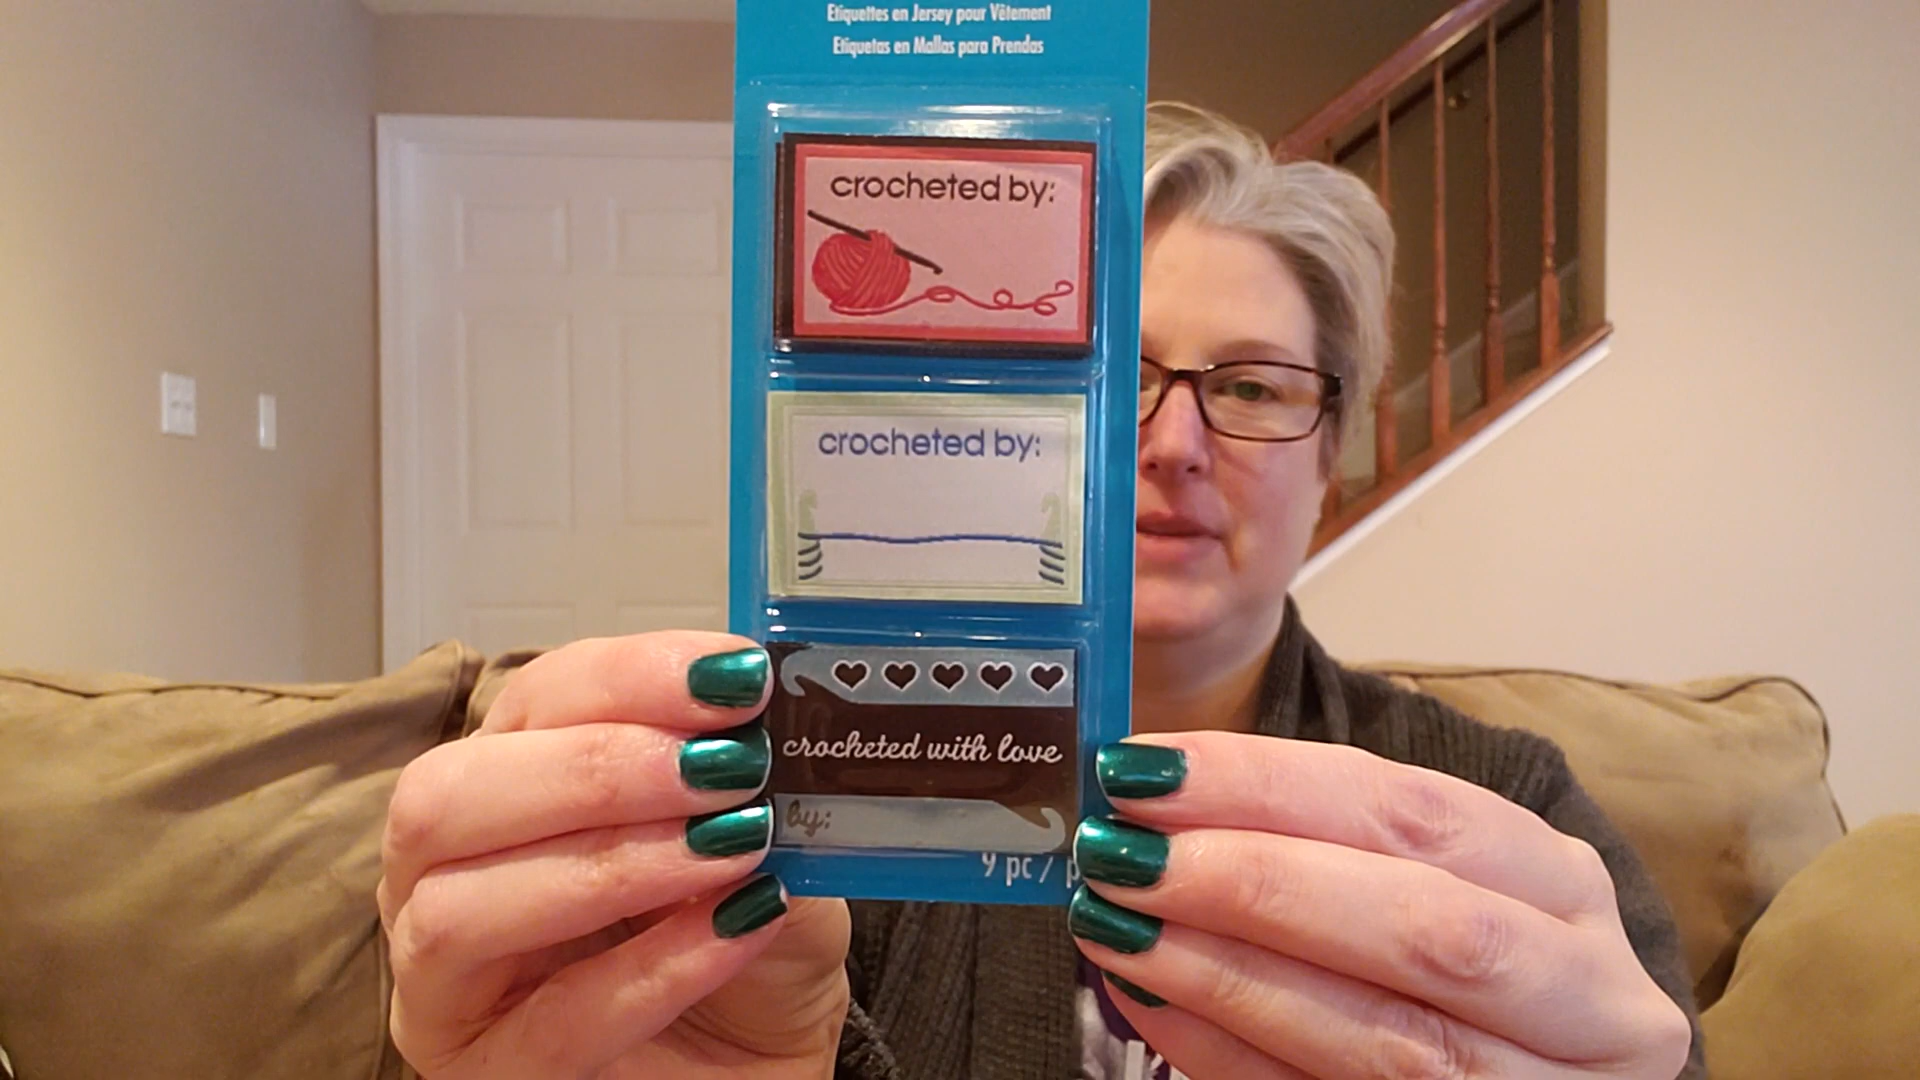 Etiquettes en Jersey pour Vêtement
Etiquetas en Mallas para Prendas
crocheted by:
crocheted by:
crocheted with love
by:
9 pc / p